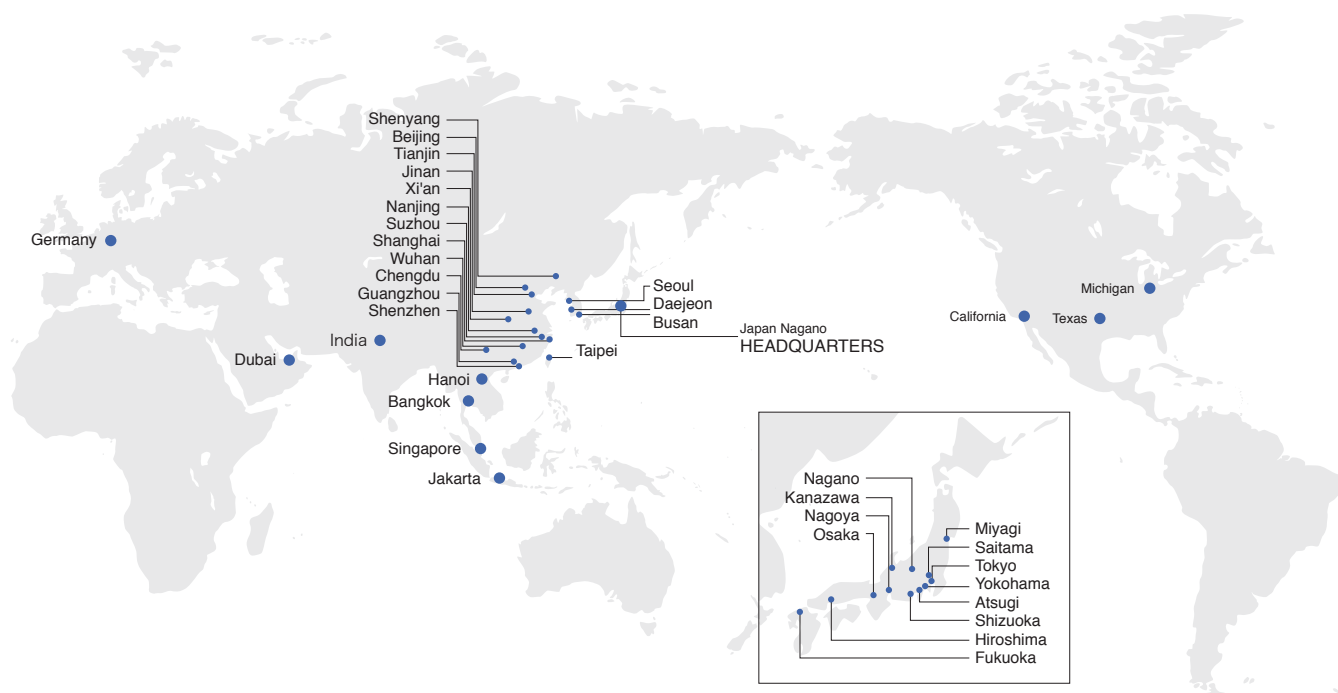 Shenyang
Beijing
Tianjin
Jinan
Xi'an
Nanjing
Suzhou
Shanghai
Wuhan
Chengdu
Guangzhou
Shenzhen
Germany
Seoul
Daejeon
Busan
Japan Nagano
HEADQUARTERS
Taipei
India
Dubai
Hanoi
Bangkok
Singapore
Jakarta
Michigan
California
Texas
Nagano
Kanazawa
Nagoya
Osaka
Miyagi
Saitama
Tokyo
Yokohama
Atsugi
Shizuoka
Hiroshima
Fukuoka